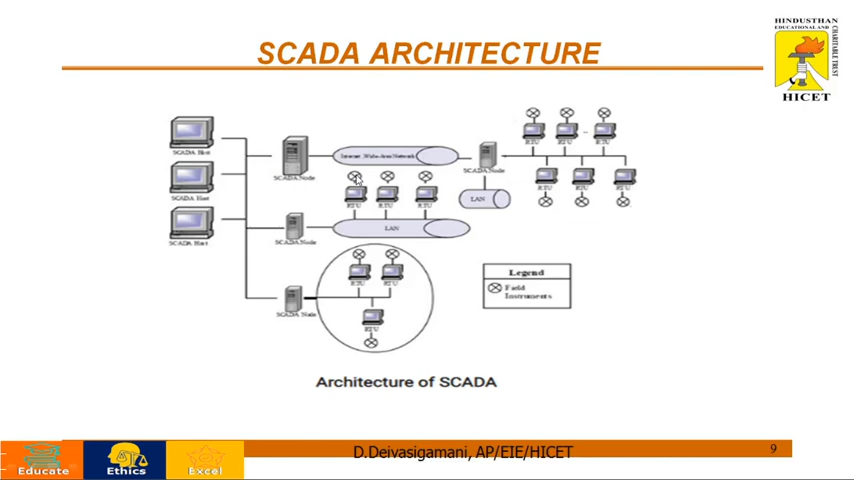 SCADA ARCHITECTURE
HINDUSTHAN
EDUCATIONAL AND
CHARITABLE TRUST
HICET
SCADA Host
SCADA Host
SCADA Host
SCADA Node
SCADA Node
SCADA Node
Internet /Wide-Area Network
SCADA Node
LAN
RTU
RTU
RTU
RTU
RTU
RTU
RTU
RTU
RTU
LAN
RTU
RTU
RTU
Legend
Field
Instruments
Architecture of SCADA
Educate
Ethics
Excel
D.Deivasigamani, AP/EIE/HICET
9